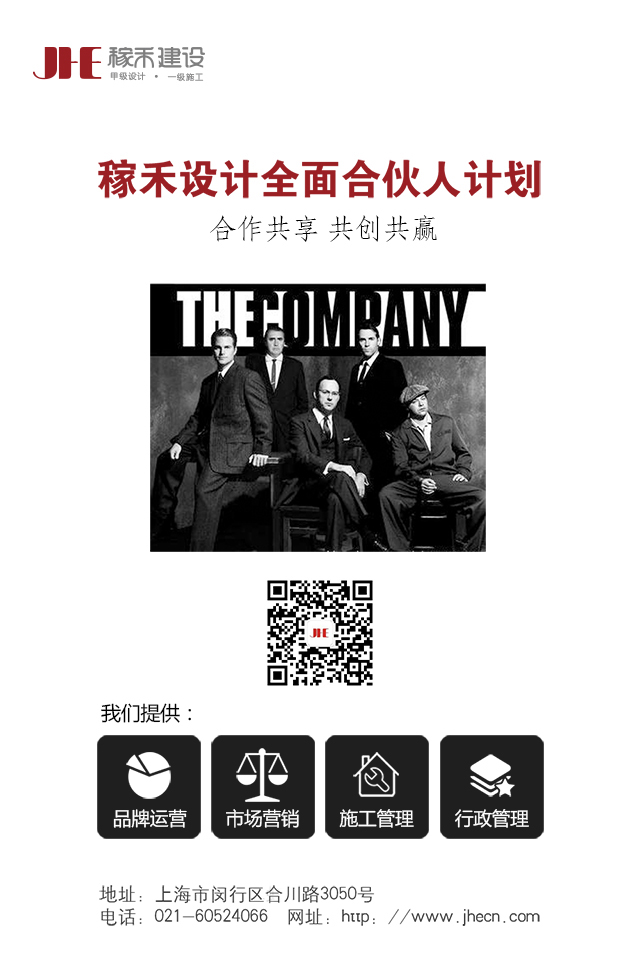 JHE 稼禾建设
甲级设计 · 一级施工
稼禾设计全面合伙人计划
合作共享 共创共赢
THE COMPANY
JHE
我们提供：
品牌运营 市场营销 施工管理 行政管理
地址：上海市闵行区合川路3050号
电话：021-60524066 网址：http：//www.jhecn.com